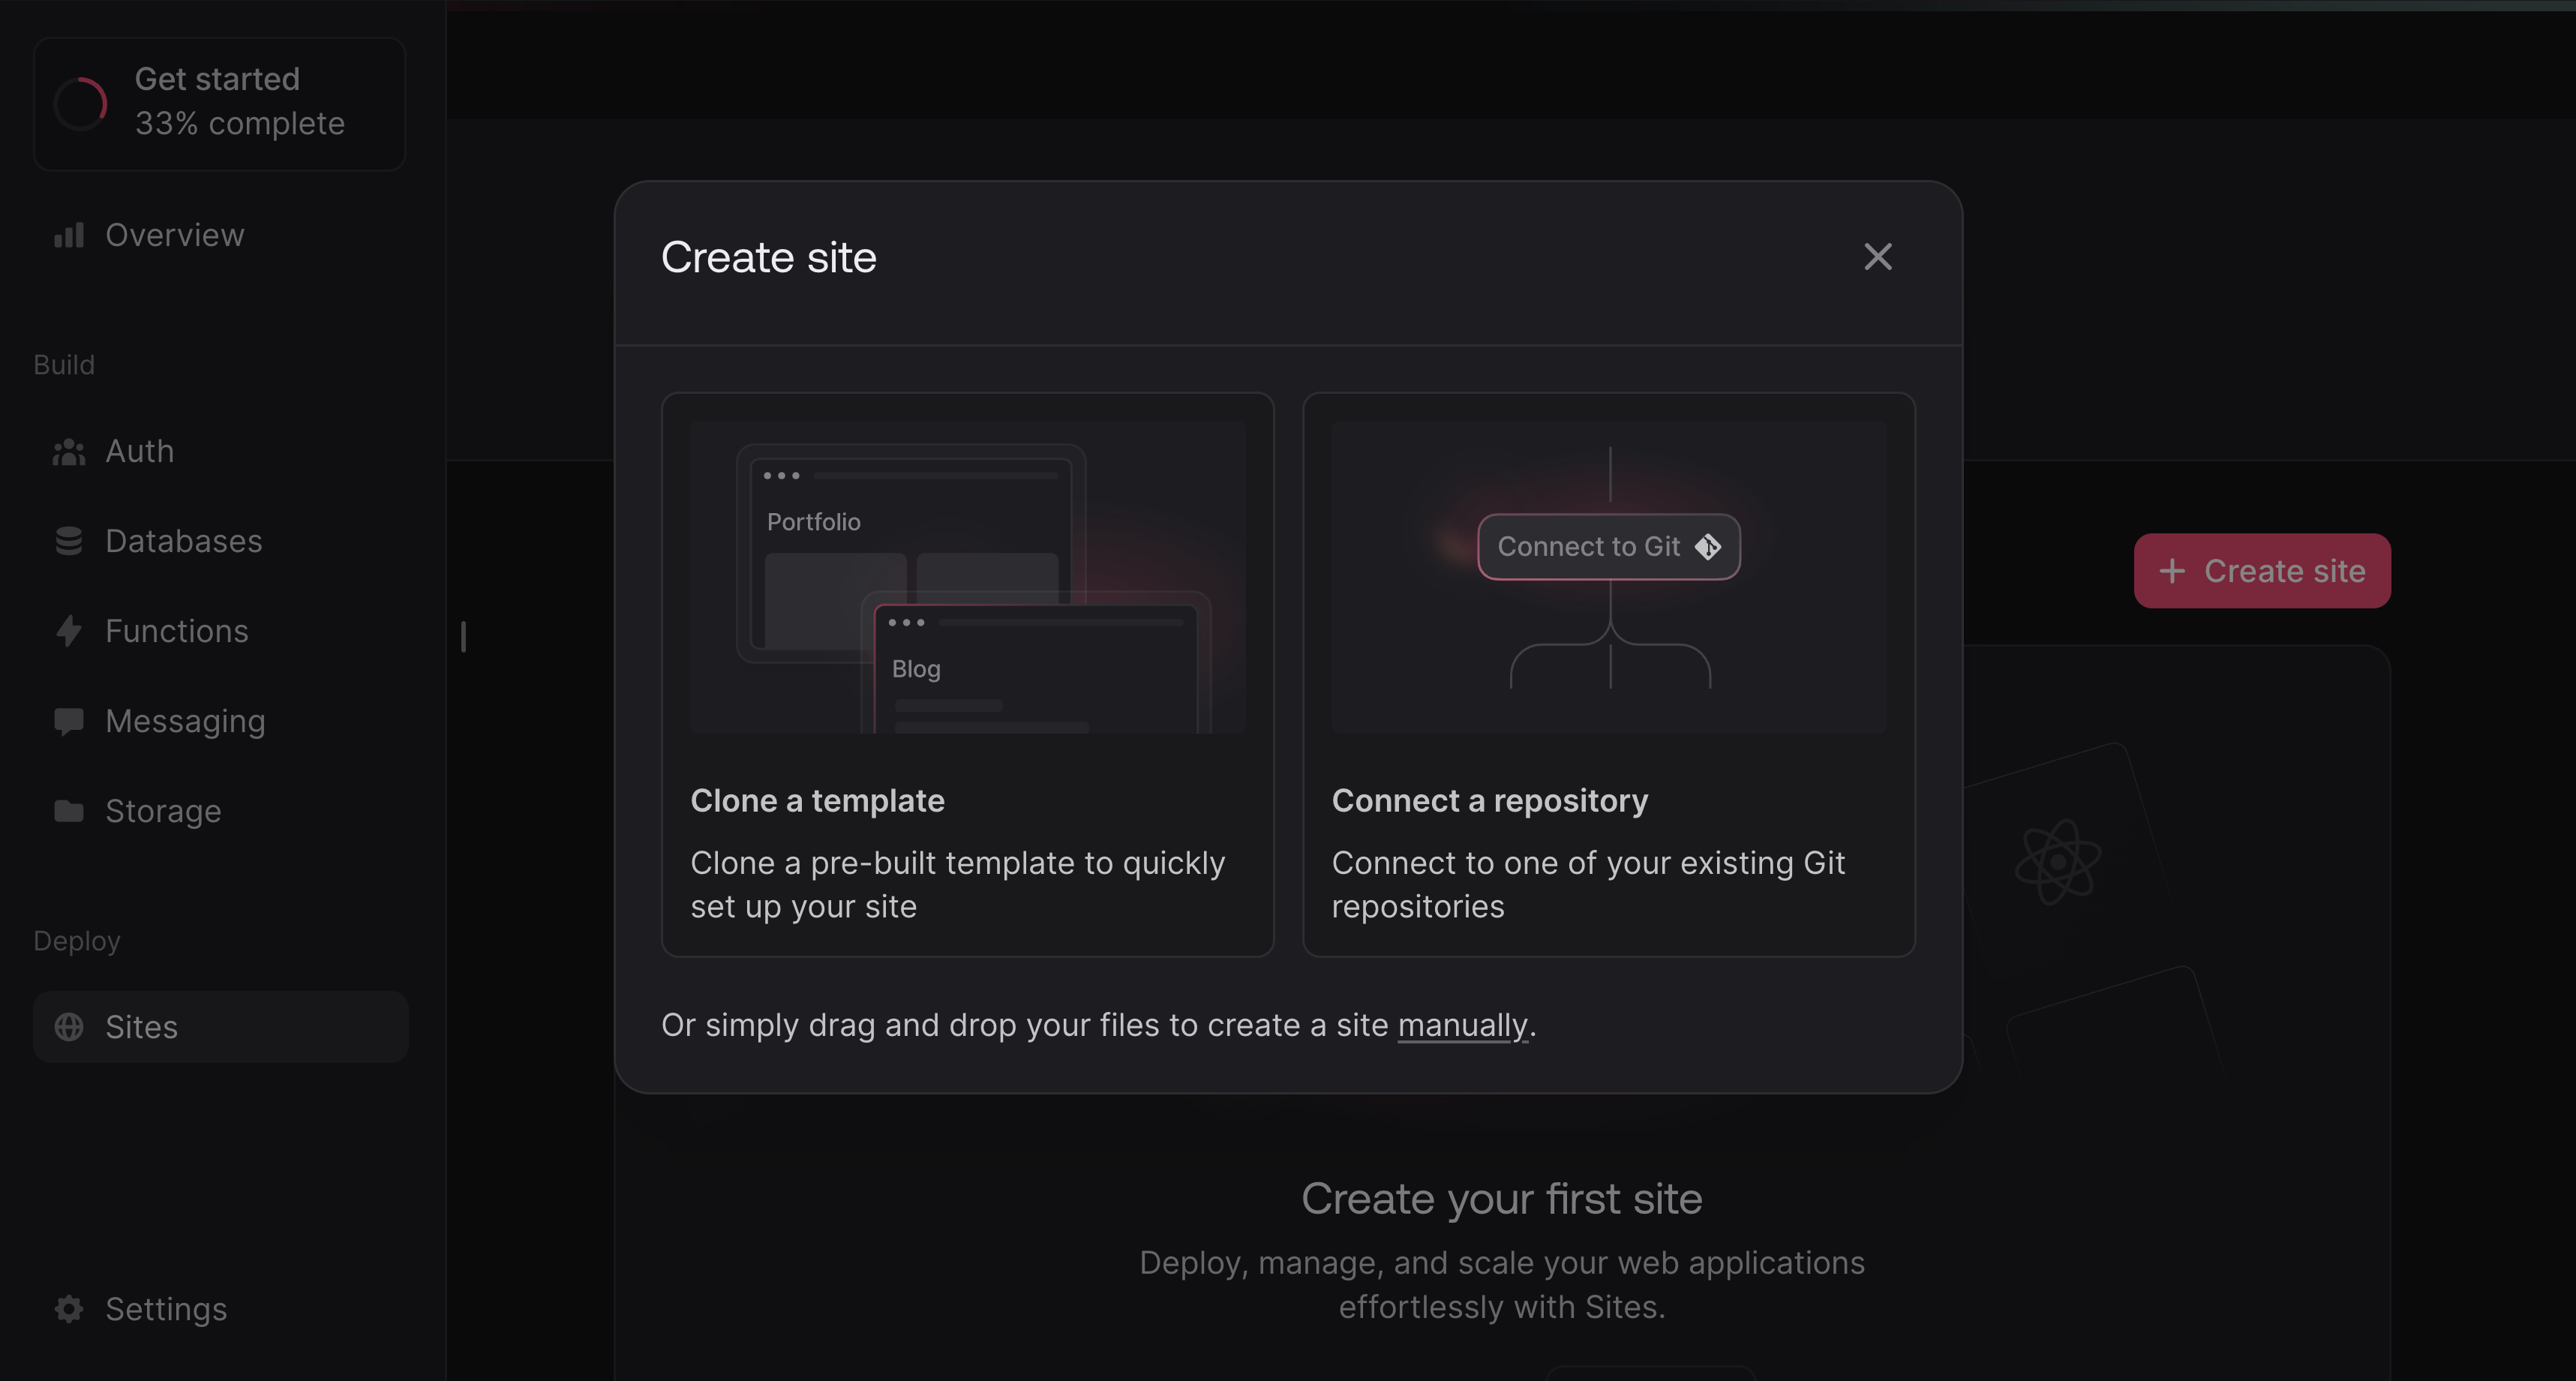 Get started
33% complete
Overview
Build
Auth
Databases
Functions
Messaging
Storage
Deploy
Sites
Settings
Create site
Portfolio
Blog
Clone a template
Clone a pre-built template to quickly
set up your site
Connect to Git
Connect a repository
Connect to one of your existing Git
repositories
Or simply drag and drop your files to create a site manually.
Create site
Create your first site
Deploy, manage, and scale your web applications
effortlessly with Sites.